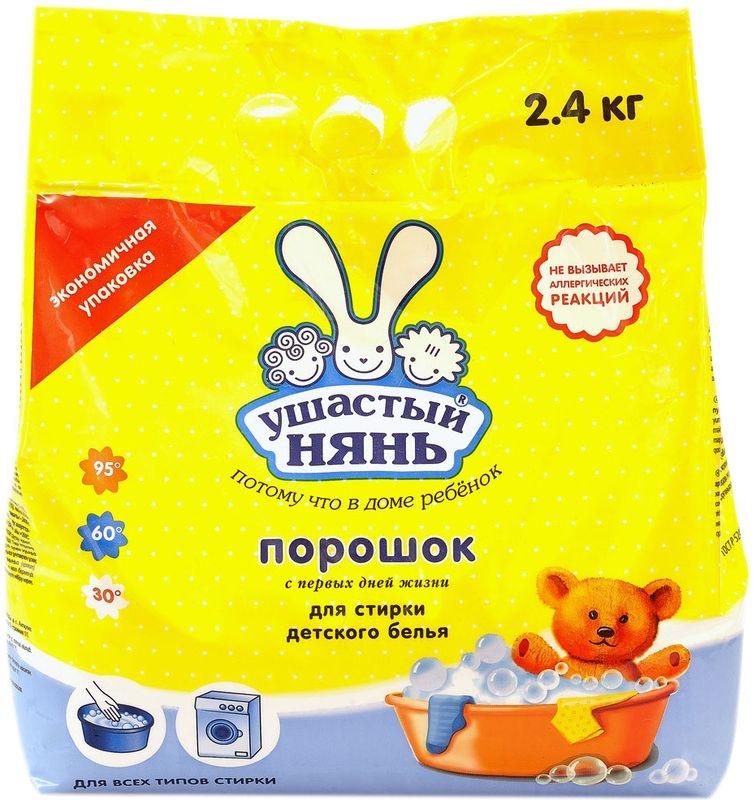 2.4 кг
экономичная
упаковка
НЕ ВЫЗЫВАЕТ
АЛЛЕРГИЧЕСКИХ
РЕАКЦИЙ
ушастый®
нянь
потому что в доме ребёнок
95°
60°
30°
порошок
с первых дней жизни
для стирки
детского белья
ДЛЯ ВСЕХ ТИПОВ СТИРКИ